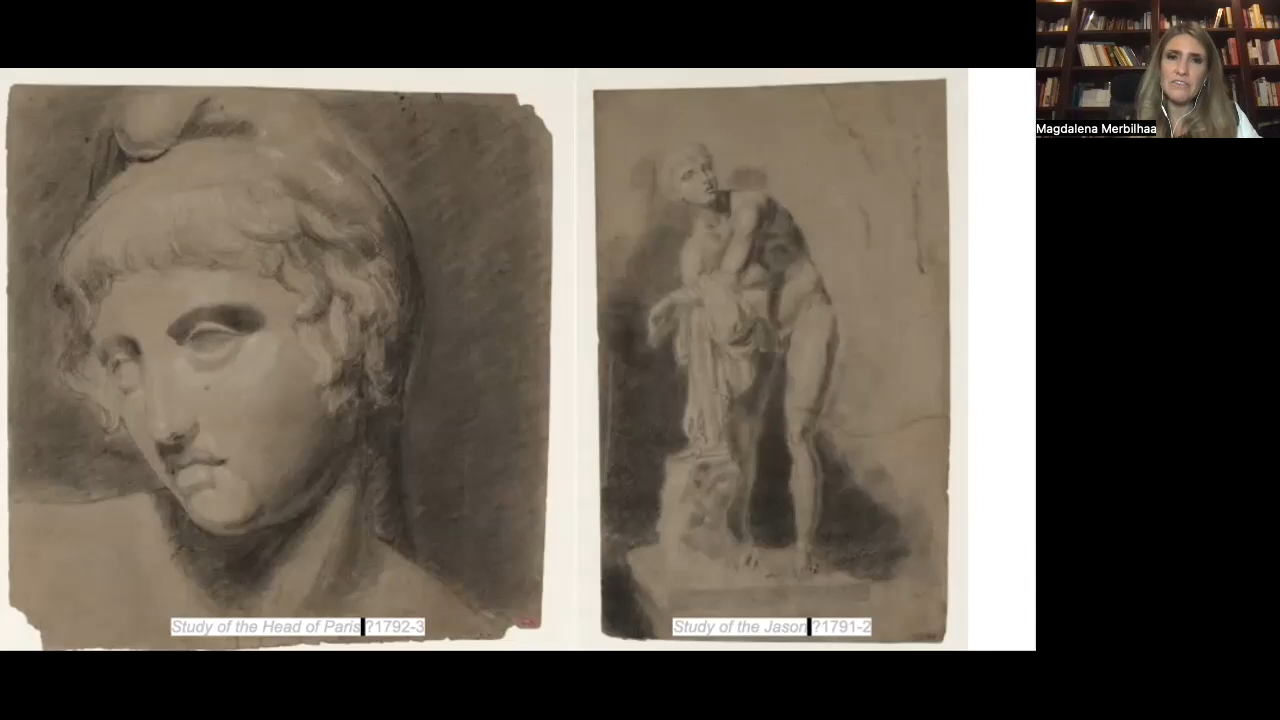 Magdalena Merbilhaa
Study of the Head of Paris ?1792-3
Study of the Jason ?1791-2